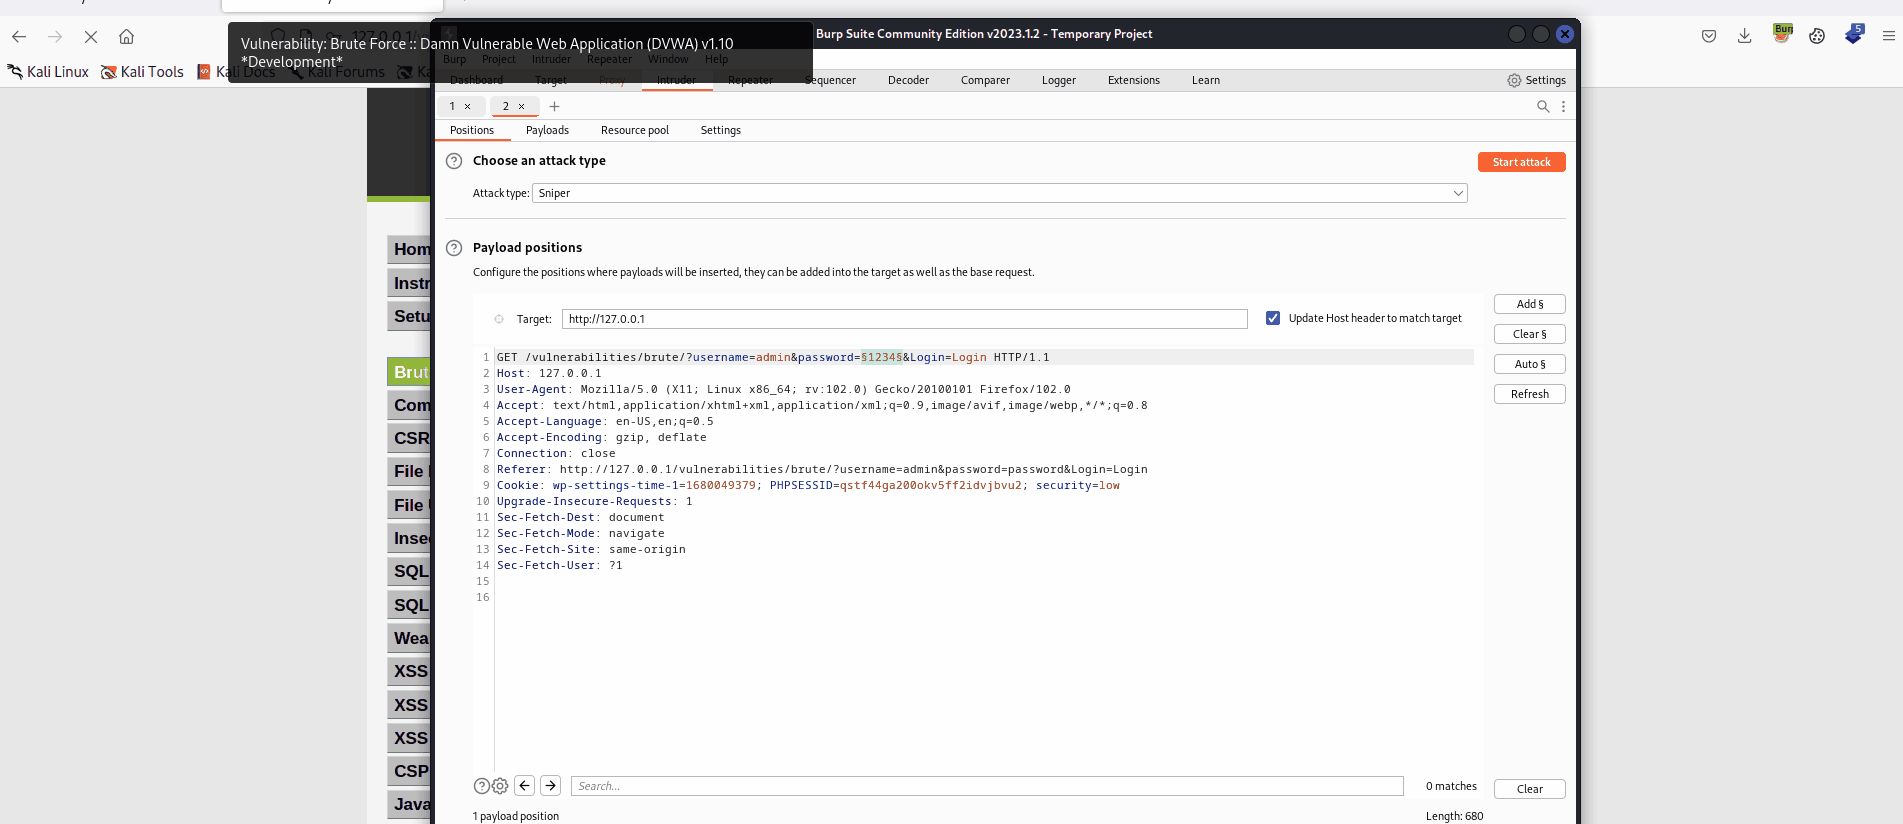 Vulnerability: Brute Force :: Damn Vulnerable Web Application (DVWA) v1.10
*Development*
Burp Suite Community Edition v2023.1.2 - Temporary Project
Burp
5
Kali Linux
Kali Tools
Kali Docs
Kali Forums
Ka
Burp Project Intruder Repeater Window Help
Dashboard Target Proxy Intruder Repeater Sequencer Decoder Comparer Logger Extensions Learn Settings
1 × 2 × +
Positions Payloads Resource pool Settings
Choose an attack type
Start attack
Attack type: Sniper
Payload positions
Configure the positions where payloads will be inserted, they can be added into the target as well as the base request.
Target: http://127.0.0.1
Update Host header to match target
Add §
Clear §
Auto §
Refresh
1 GET /vulnerabilities/brute/?username=admin&password=§1234§&Login=Login HTTP/1.1
2 Host: 127.0.0.1
3 User-Agent: Mozilla/5.0 (X11; Linux x86_64; rv:102.0) Gecko/20100101 Firefox/102.0
4 Accept: text/html,application/xhtml+xml,application/xml;q=0.9,image/avif,image/webp,*/*;q=0.8
5 Accept-Language: en-US,en;q=0.5
6 Accept-Encoding: gzip, deflate
7 Connection: close
8 Referer: http://127.0.0.1/vulnerabilities/brute/?username=admin&password=password&Login=Login
9 Cookie: wp-settings-time-1=1680049379; PHPSESSID=qstf44ga200okv5ff2idvjbvu2; security=low
10 Upgrade-Insecure-Requests: 1
11 Sec-Fetch-Dest: document
12 Sec-Fetch-Mode: navigate
13 Sec-Fetch-Site: same-origin
14 Sec-Fetch-User: ?1
15
16
Search...
0 matches
Clear
1 payload position
Length: 680
Hom
Instr
Setu
Brut
Com
CSR
File
File U
Inse
SQL
SQL
Wea
XSS
XSS
XSS
CSP
Java